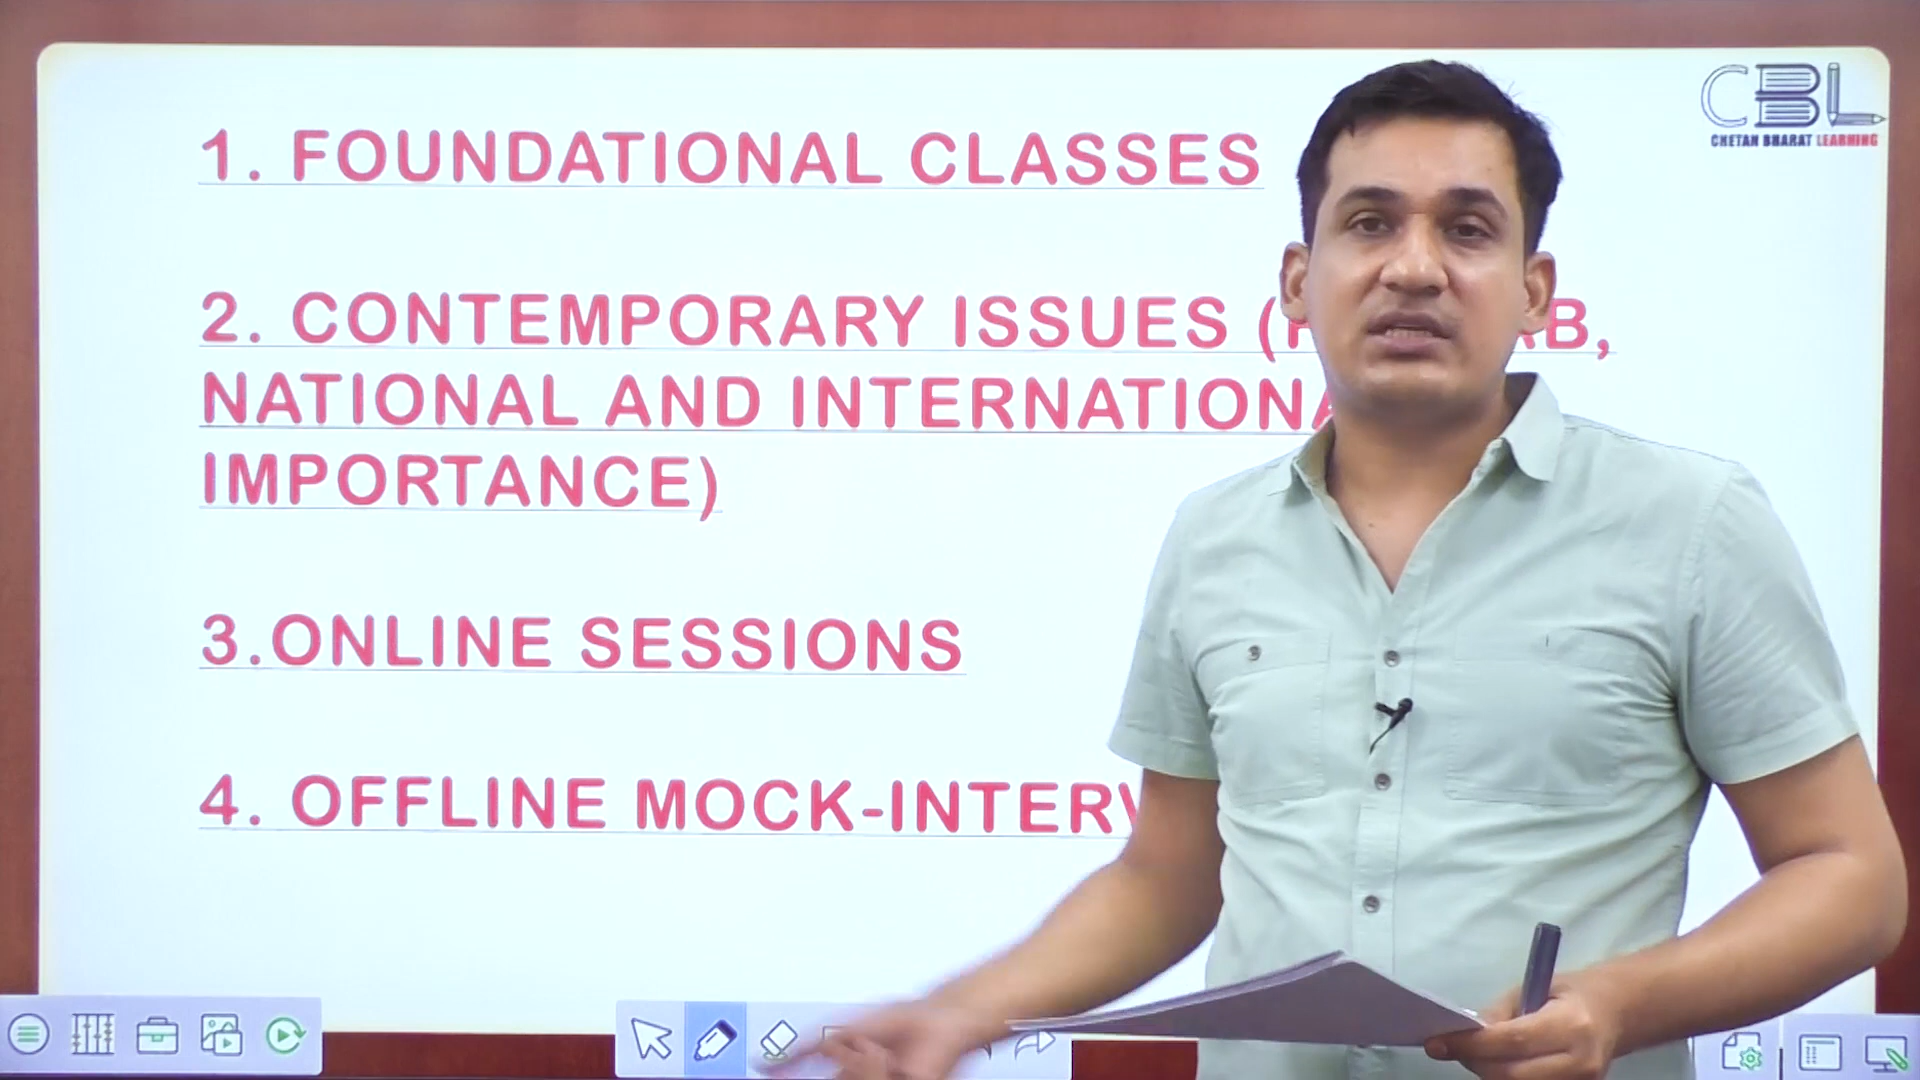 1. FOUNDATIONAL CLASSES
2. CONTEMPORARY ISSUES (
NATIONAL AND INTERNATIONA
IMPORTANCE)
3.ONLINE SESSIONS
4. OFFLINE MOCK-INTERV
CBL
CHETAN BHARAT LEARNING